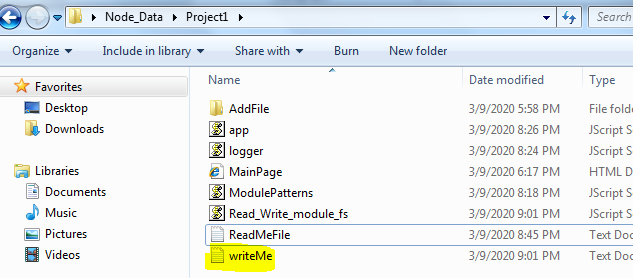 Node_Data Project1 Search
Organize Include in library Share with Burn New folder
Favorites
Desktop
Downloads
Libraries
Documents
Music
Pictures
Videos
Name Date modified Type
AddFile 3/9/2020 5:58 PM File folde
app 3/9/2020 8:26 PM JScript S
logger 3/9/2020 8:24 PM JScript S
MainPage 3/9/2020 6:17 PM HTML D
ModulePatterns 3/9/2020 8:18 PM JScript S
Read_Write_module_fs 3/9/2020 9:01 PM JScript S
ReadMeFile 3/9/2020 8:45 PM Text Doc
writeMe 3/9/2020 9:01 PM Text Doc